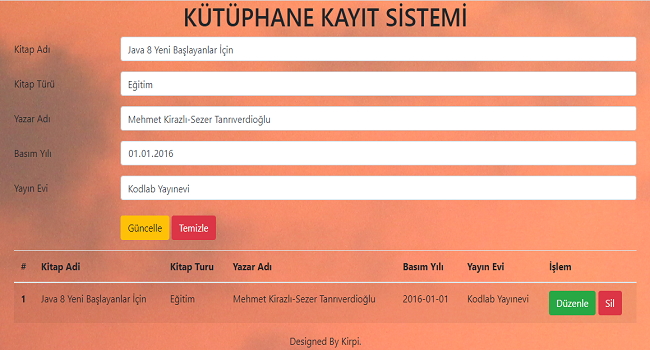 KÜTÜPHANE KAYIT SİSTEMİ
Kitap Adı Java 8 Yeni Başlayanlar İçin
Kitap Türü Eğitim
Yazar Adı Mehmet Kirazlı-Sezer Tanrıverdioğlu
Basım Yılı 01.01.2016
Yayın Evi Kodlab Yayınevi
Güncelle Temizle
# Kitap Adi Kitap Turu Yazar Adı Basım Yılı Yayın Evi İşlem
1 Java 8 Yeni Başlayanlar İçin Eğitim Mehmet Kirazlı-Sezer Tanrıverdioğlu 2016-01-01 Kodlab Yayınevi Düzenle Sil
Designed By Kirpi.